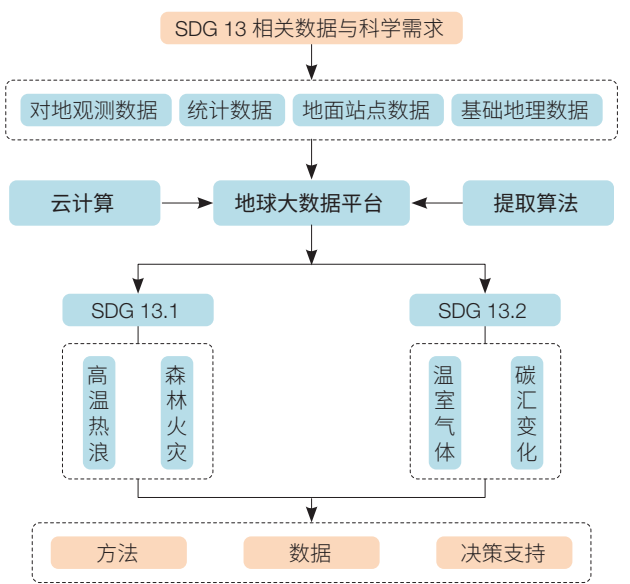 SDG 13 相关数据与科学需求
对地观测数据
统计数据
地面站点数据
基础地理数据
云计算
地球大数据平台
提取算法
SDG 13.1
SDG 13.2
高温热浪
森林火灾
温室气体
碳汇变化
方法
数据
决策支持